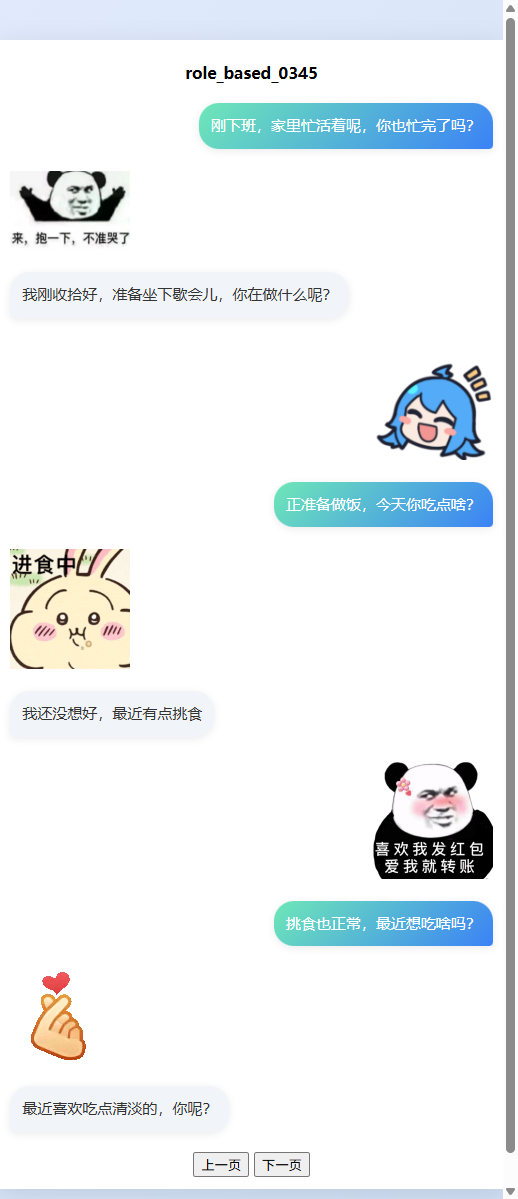 role_based_0345
刚下班，家里忙活着呢，你也忙完了吗？
来，抱一下，不准哭了
我刚收拾好，准备坐下歇会儿，你在做什么呢？
正准备做饭，今天你吃点啥？
进食中
我还没想好，最近有点挑食
喜欢我发红包
爱我就转账
挑食也正常，最近想吃啥吗？
最近喜欢吃点清淡的，你呢？
上一页 下一页